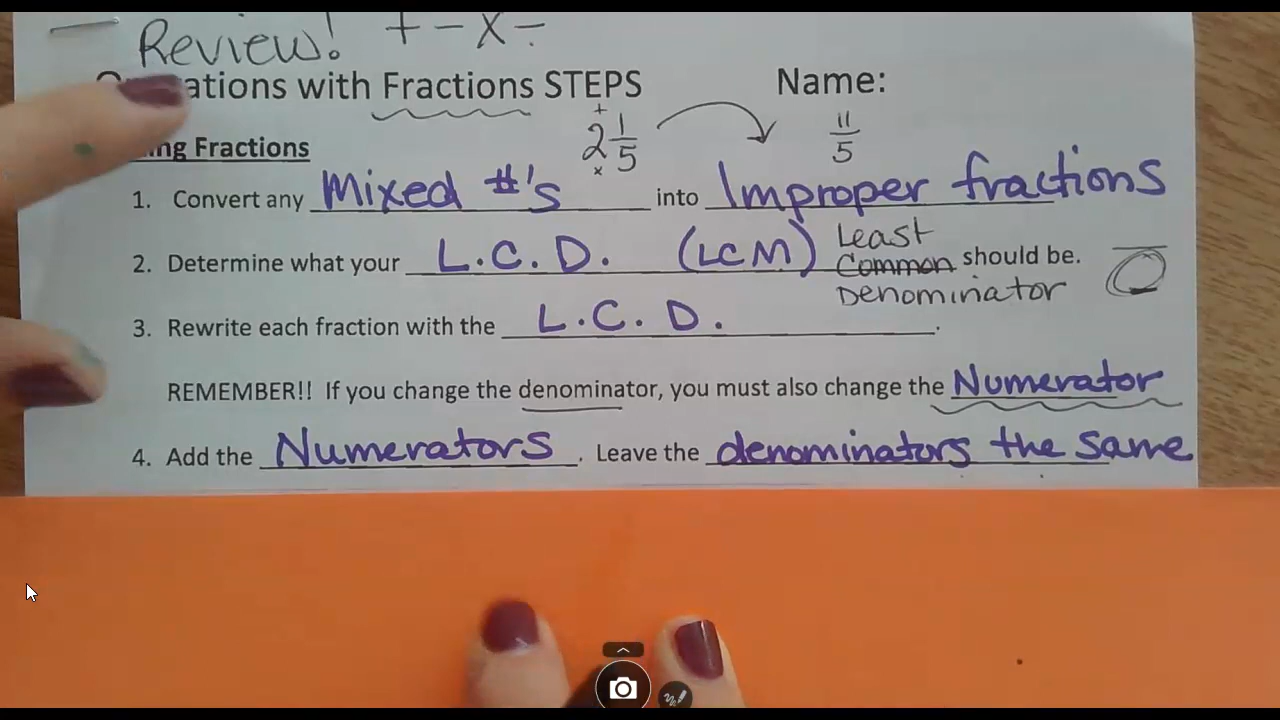 Review! + - x ÷
ations with Fractions STEPS Name:
ing Fractions + 2 1/5 x 11/5
1. Convert any Mixed #'s into Improper fractions
2. Determine what your L.C.D. (LCM) Least Common Denominator should be.
3. Rewrite each fraction with the L.C.D.
REMEMBER!! If you change the denominator, you must also change the Numerator
4. Add the Numerators. Leave the denominators the same